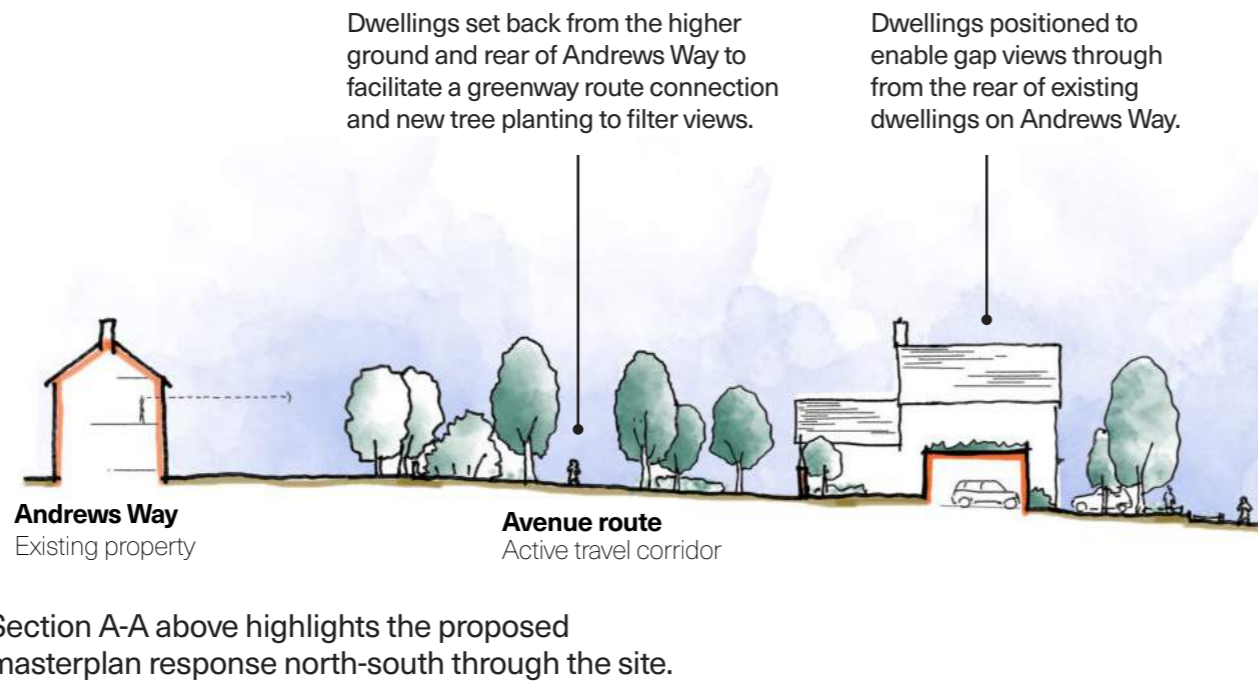 Dwellings set back from the higher
ground and rear of Andrews Way to
facilitate a greenway route connection
and new tree planting to filter views.
Dwellings positioned to
enable gap views through
from the rear of existing
dwellings on Andrews Way.
Andrews Way
Existing property
Avenue route
Active travel corridor
Section A-A above highlights the proposed
masterplan response north-south through the site.